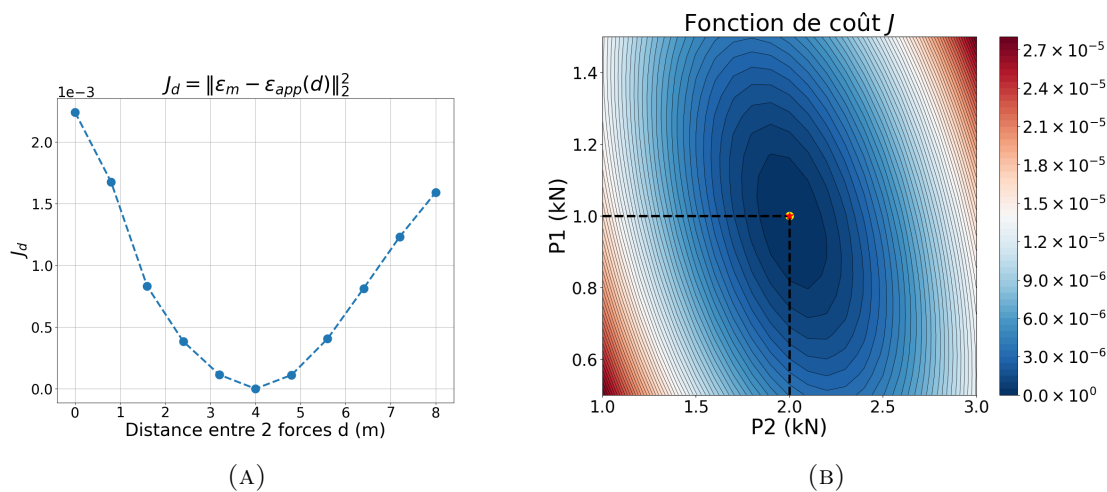 J_d = ‖ε_m − ε_app(d)‖₂²
1e−3
2.0
1.5
1.0
0.5
0.0
J_d
0 1 2 3 4 5 6 7 8
Distance entre 2 forces d (m)
(A)
Fonction de coût J
1.4
1.2
1.0
0.8
0.6
P1 (kN)
1.0 1.5 2.0 2.5 3.0
P2 (kN)
2.7 × 10⁻⁵
2.4 × 10⁻⁵
2.1 × 10⁻⁵
1.8 × 10⁻⁵
1.5 × 10⁻⁵
1.2 × 10⁻⁵
9.0 × 10⁻⁶
6.0 × 10⁻⁶
3.0 × 10⁻⁶
0.0 × 10⁰
(B)